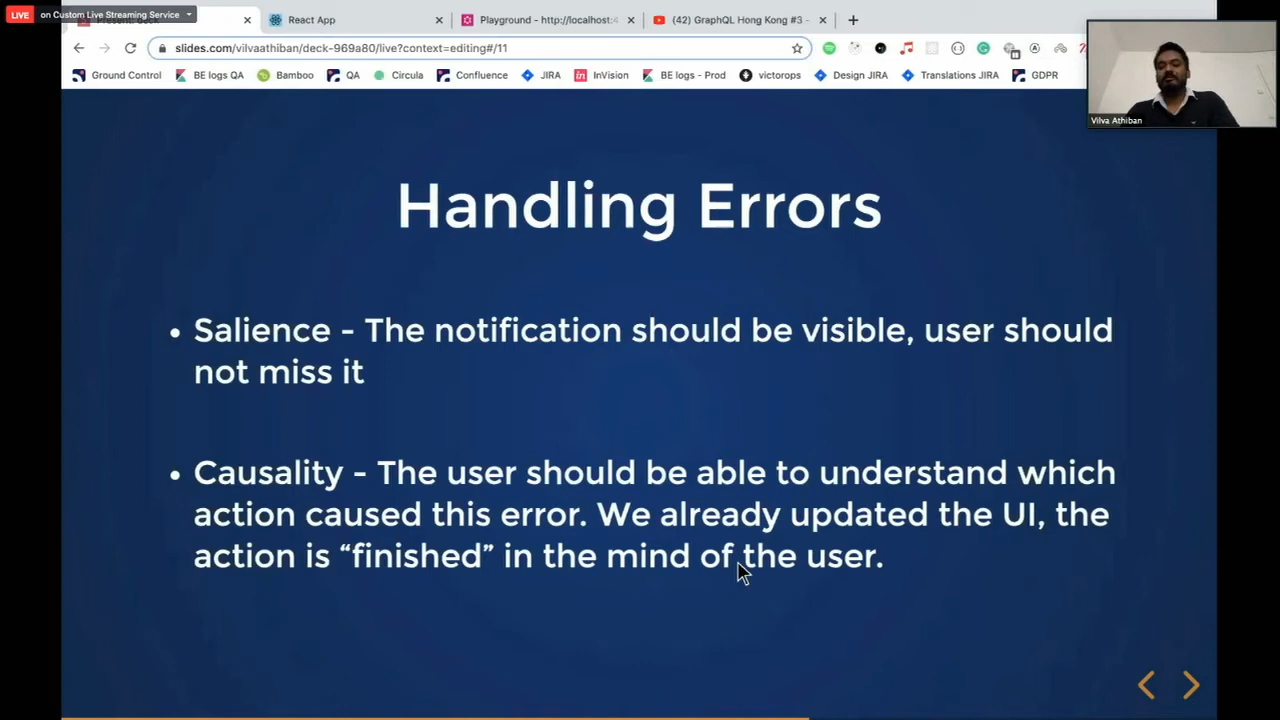 LIVE on Custom Live Streaming Service
React App
Playground - http://localhost:4
(42) GraphQL Hong Kong #3 -
slides.com/vilvaathiban/deck-969a80/live?context=editing#/11
Ground Control BE logs QA Bamboo QA Circula Confluence JIRA InVision BE logs - Prod victorops Design JIRA Translations JIRA GDPR
Vilva Athiban
Handling Errors
• Salience - The notification should be visible, user should
not miss it
• Causality - The user should be able to understand which
action caused this error. We already updated the UI, the
action is “finished” in the mind of the user.